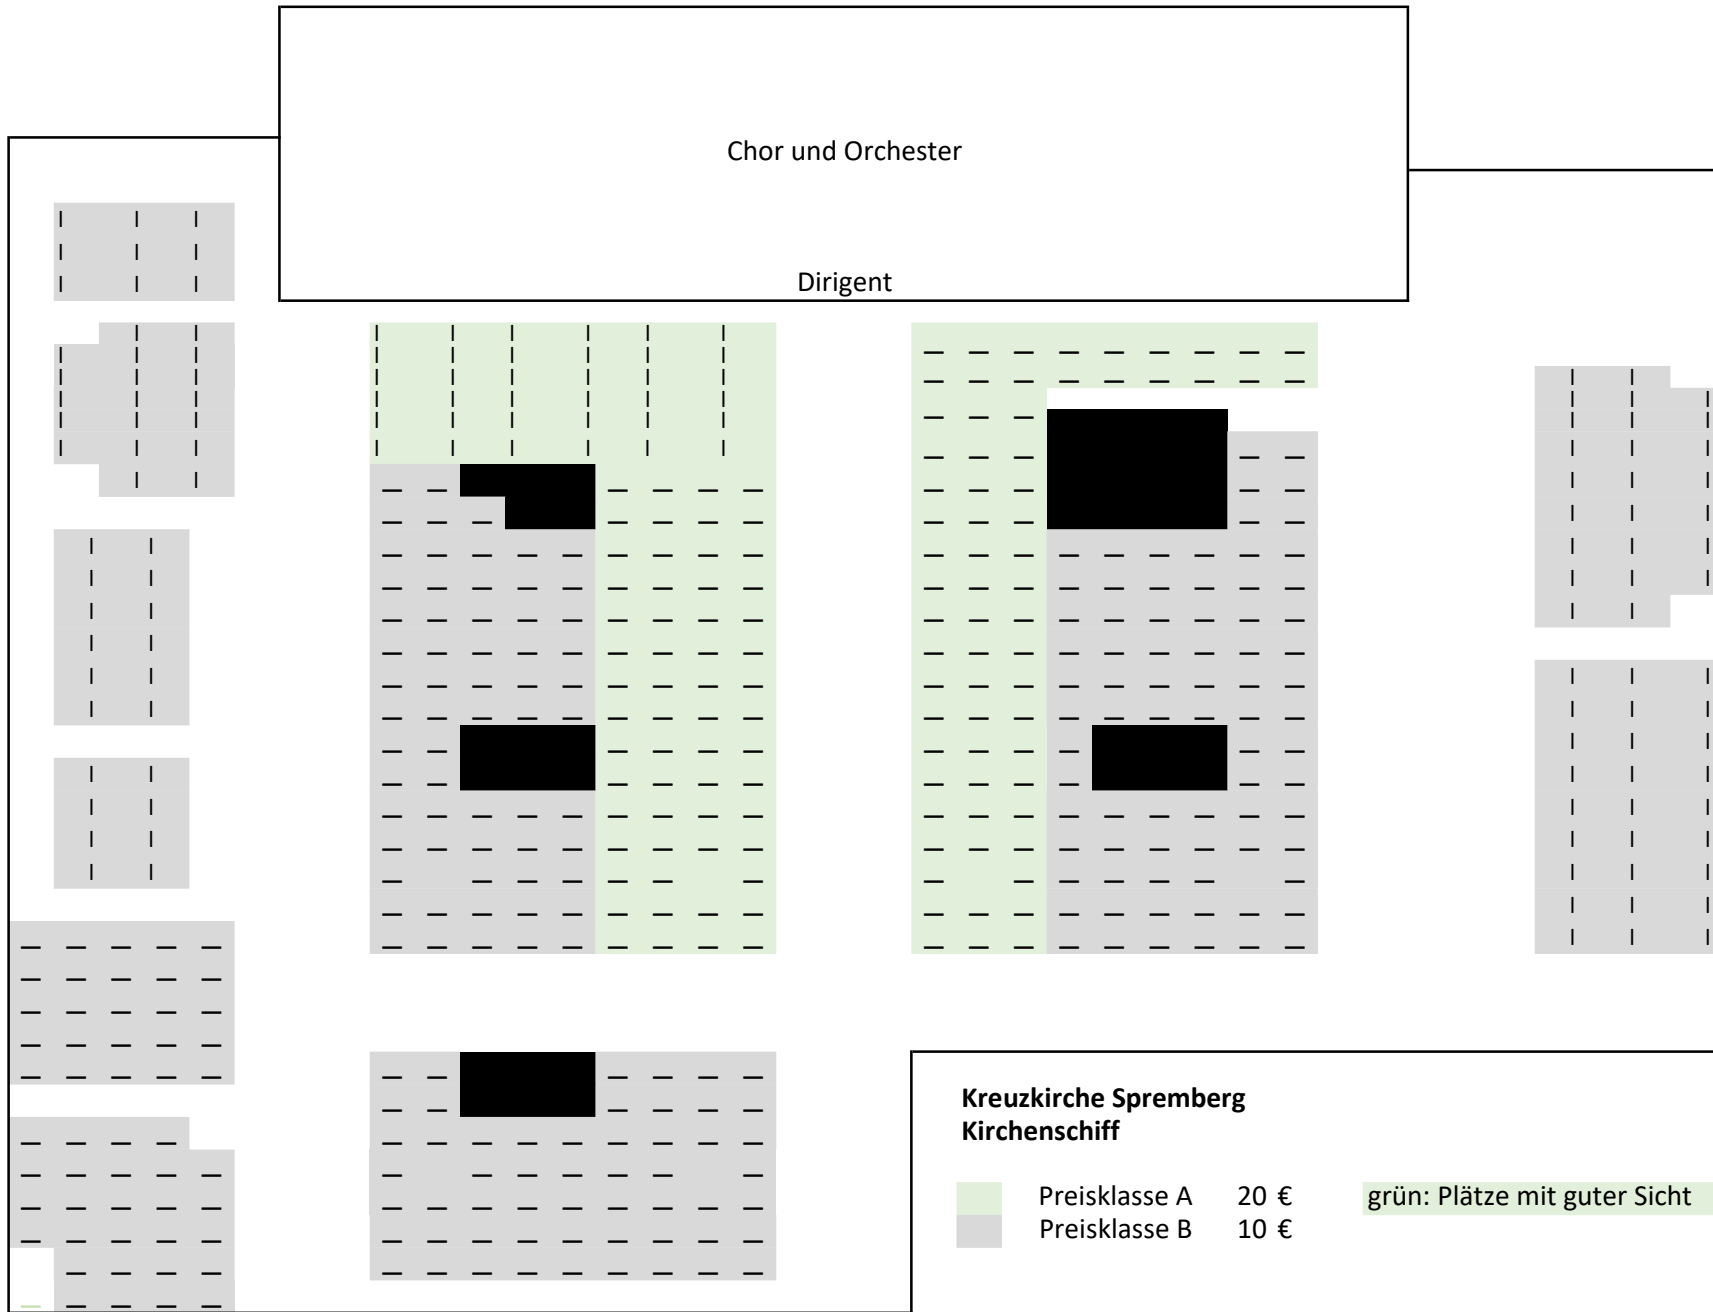 Chor und Orchester
Dirigent
Kreuzkirche Spremberg
Kirchenschiff
Preisklasse A 20 € grün: Plätze mit guter Sicht
Preisklasse B 10 €